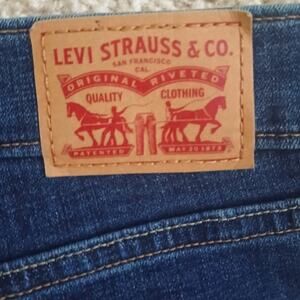 LEVI STRAUSS & CO.
SAN FRANCISCO
CAL.
ORIGINAL RIVETED
QUALITY CLOTHING
PATENTED MAY 20 1873